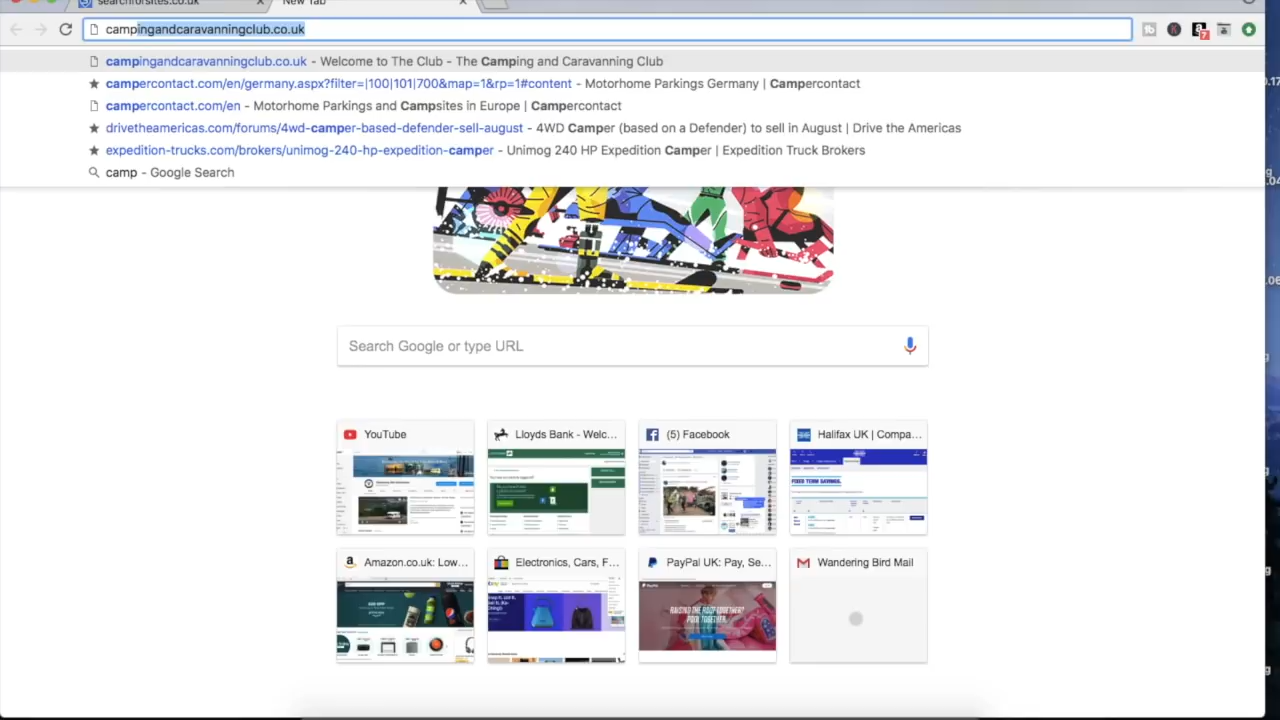 searchforsites.co.uk
New Tab
campingandcaravanningclub.co.uk
7
campingandcaravanningclub.co.uk - Welcome to The Club - The Camping and Caravanning Club
campercontact.com/en/germany.aspx?filter=|100|101|700&map=1&rp=1#content - Motorhome Parkings Germany | Campercontact
campercontact.com/en - Motorhome Parkings and Campsites in Europe | Campercontact
drivetheamericas.com/forums/4wd-camper-based-defender-sell-august - 4WD Camper (based on a Defender) to sell in August | Drive the Americas
expedition-trucks.com/brokers/unimog-240-hp-expedition-camper - Unimog 240 HP Expedition Camper | Expedition Truck Brokers
camp - Google Search
Search Google or type URL
YouTube
Lloyds Bank - Welc...
(5) Facebook
Halifax UK | Compa...
FIXED TERM SAVINGS.
Amazon.co.uk: Low...
Electronics, Cars, F...
PayPal UK: Pay, Se...
Wandering Bird Mail